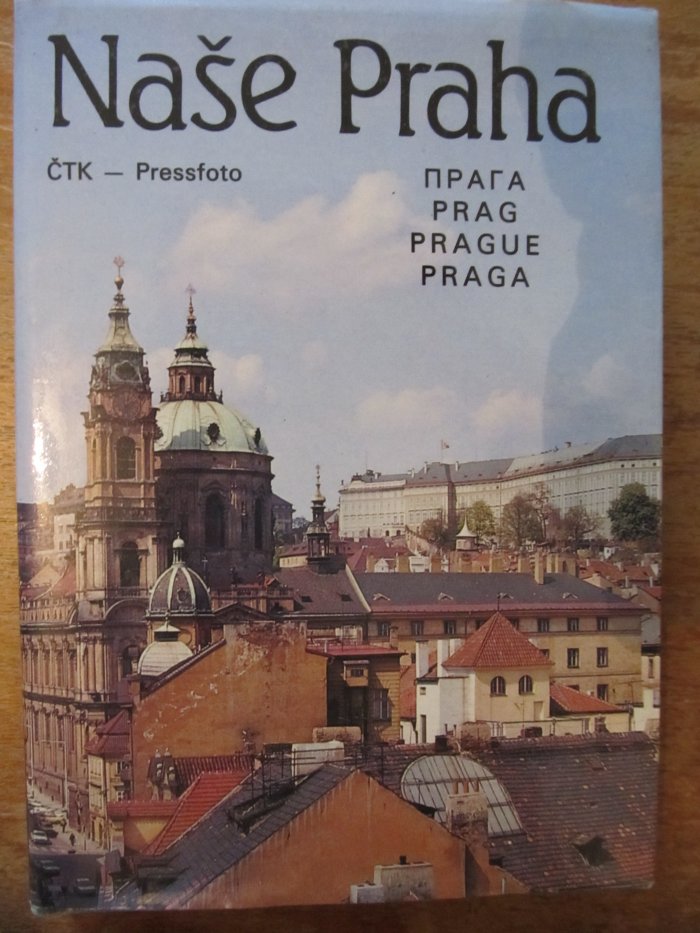 Naše Praha
ČTK — Pressfoto
ПРАГА
PRAG
PRAGUE
PRAGA